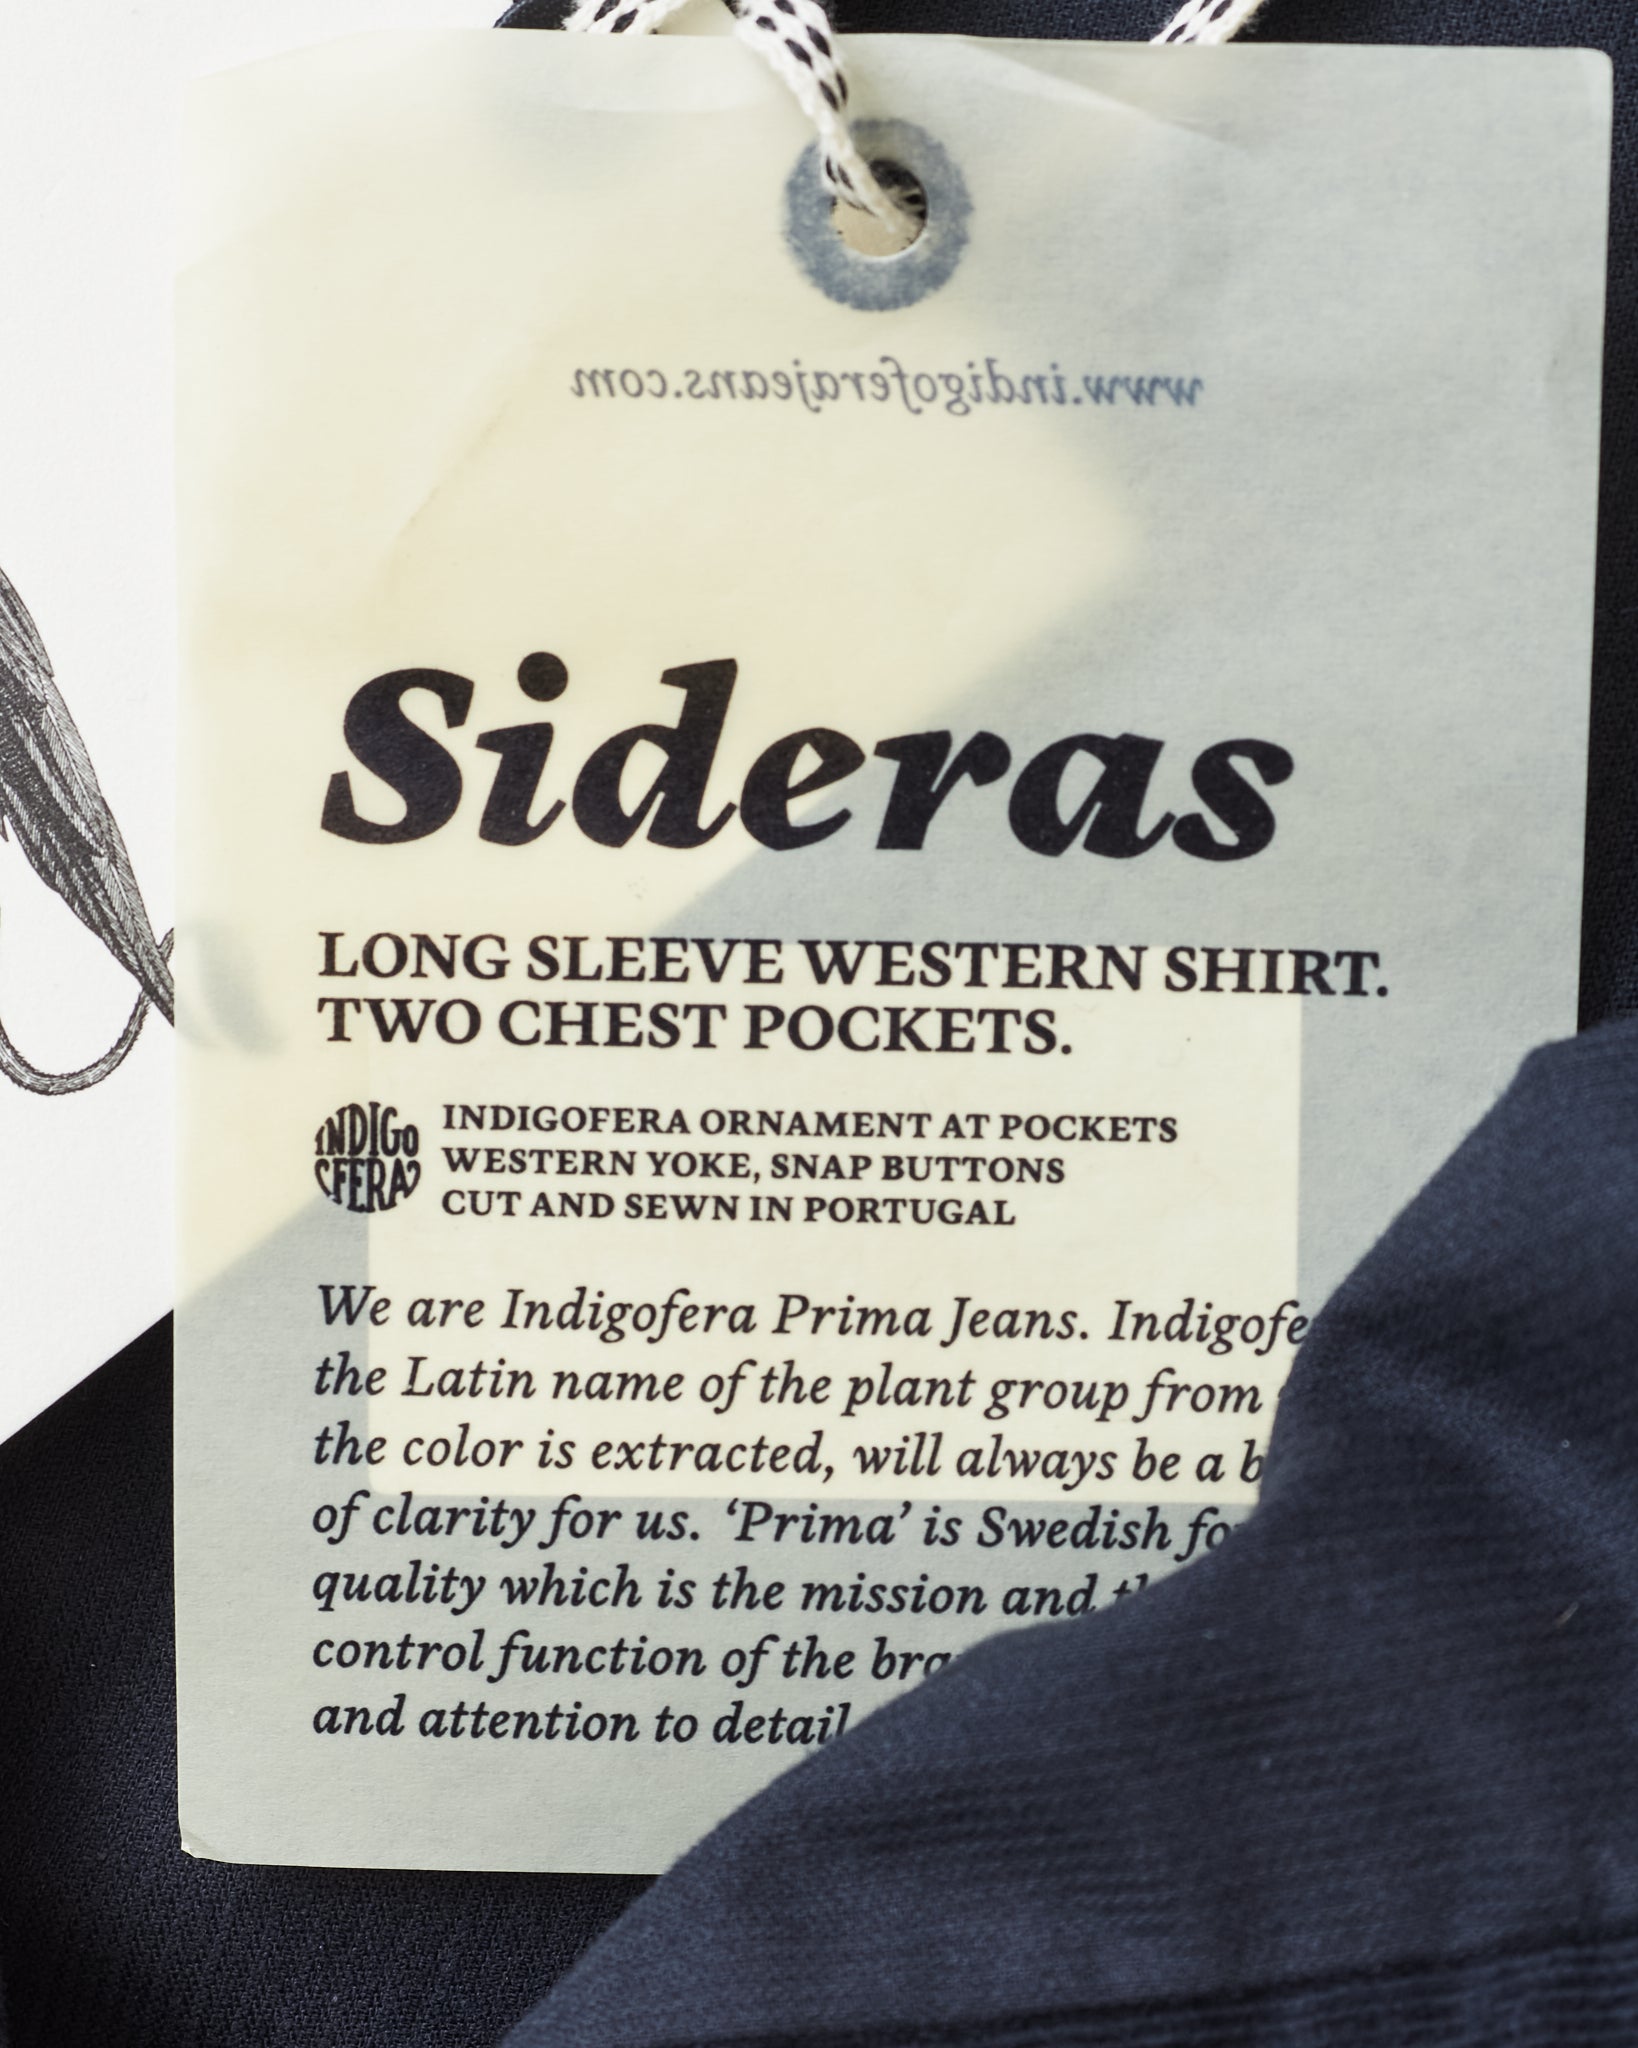 www.indigoferajeans.com
Sideras
LONG SLEEVE WESTERN SHIRT.
TWO CHEST POCKETS.
INDIGO
FERA
INDIGOFERA ORNAMENT AT POCKETS
WESTERN YOKE, SNAP BUTTONS
CUT AND SEWN IN PORTUGAL
We are Indigofera Prima Jeans.
the Latin name of the plant group from
the color is extracted, will always be a
of clarity for us. ‘Prima’ is Swedish
quality which is the mission and
control function of the
and attention to detail